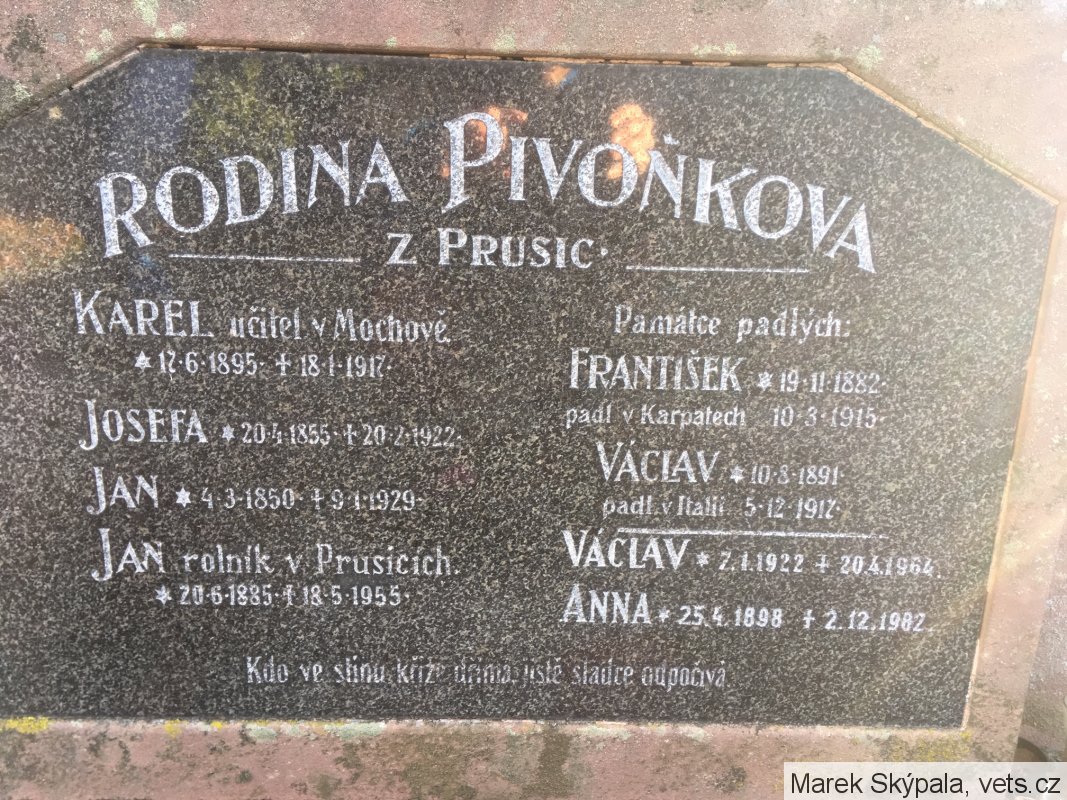 RODINA PIVOŇKOVA
Z PRUSIC·
KAREL učitel v Mochově.
* 17·6·1895· + 18·1·1917·
JOSEFA * 20·4·1855· + 20·2·1922·
JAN * 4·3·1850· + 9·1·1929·
JAN rolník v Prusicích.
* 20·6·1885· + 18·5·1955·
Památce padlých:
FRANTIŠEK * 19·11·1882·
padl v Karpatech 10·3·1915·
VÁCLAV * 10·8·1891·
padl v Italii 5·12·1917·
VÁCLAV * 2.1.1922 + 20.4.1964.
ANNA * 25.4.1898 + 2.12.1982.
Kdo ve stínu kříže dřímá, jistě sladce odpočívá
Marek Skýpala, vets.cz